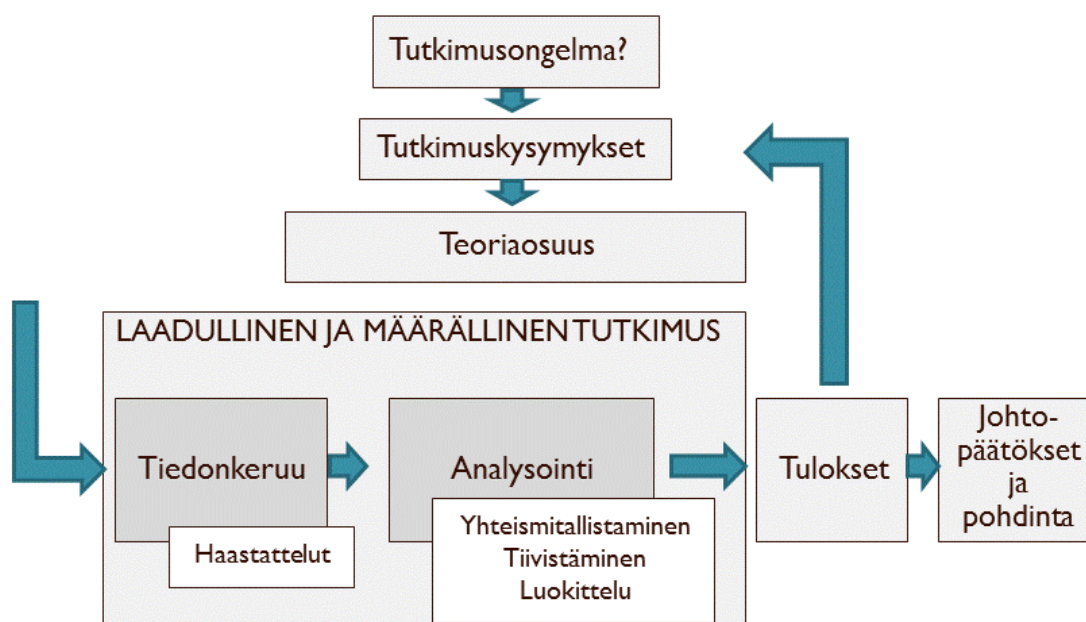 Tutkimusongelma?
Tutkimuskysymykset
Teoriaosuus
LAADULLINEN JA MÄÄRÄLLINEN TUTKIMUS
Tiedonkeruu
Haastattelut
Analysointi
Yhteismitallistaminen
Tiivistäminen
Luokittelu
Tulokset
Johto-
päätökset
ja
pohdinta